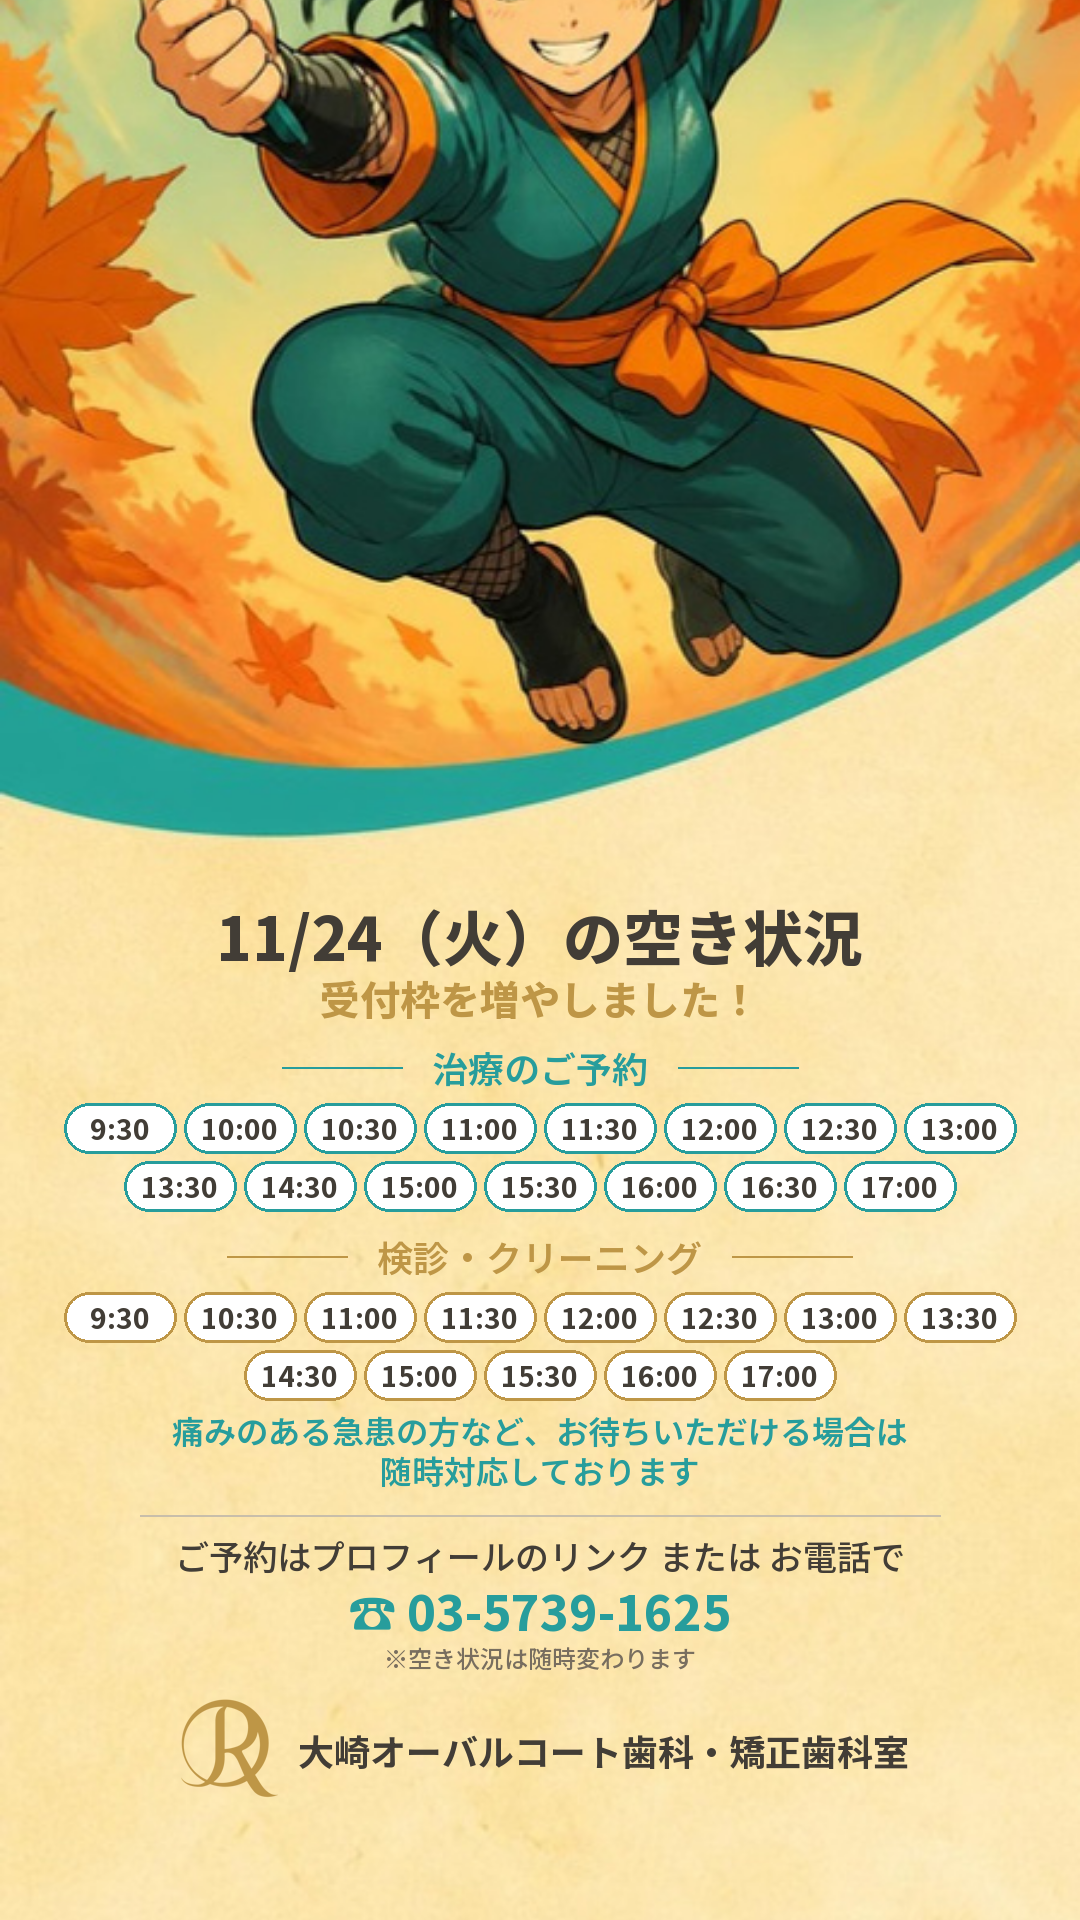 11/24（火）の空き状況
受付枠を増やしました！
治療のご予約
9:30 10:00 10:30 11:00 11:30 12:00 12:30 13:00
13:30 14:30 15:00 15:30 16:00 16:30 17:00
検診・クリーニング
9:30 10:30 11:00 11:30 12:00 12:30 13:00 13:30
14:30 15:00 15:30 16:00 17:00
痛みのある急患の方など、お待ちいただける場合は
随時対応しております
ご予約はプロフィールのリンク または お電話で
☎ 03-5739-1625
※空き状況は随時変わります
大崎オーバルコート歯科・矯正歯科室